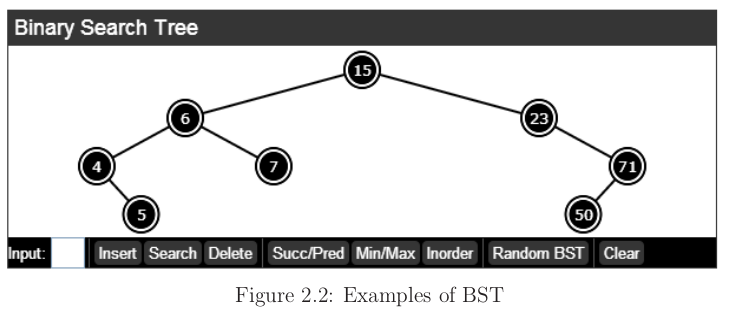 Binary Search Tree
15
6 23
4 7 71
5 50
Input: Insert Search Delete Succ/Pred Min/Max Inorder Random BST Clear
Figure 2.2: Examples of BST